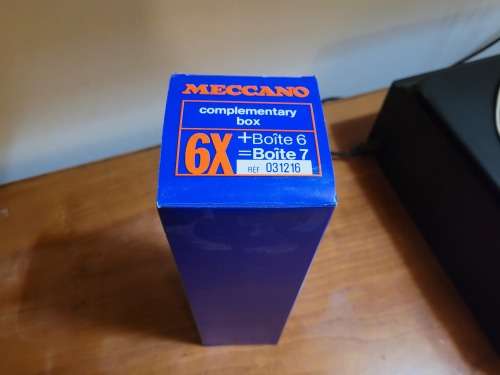 MECCANO
complementary
box
6X
+Boîte 6
=Boîte 7
REF 031216